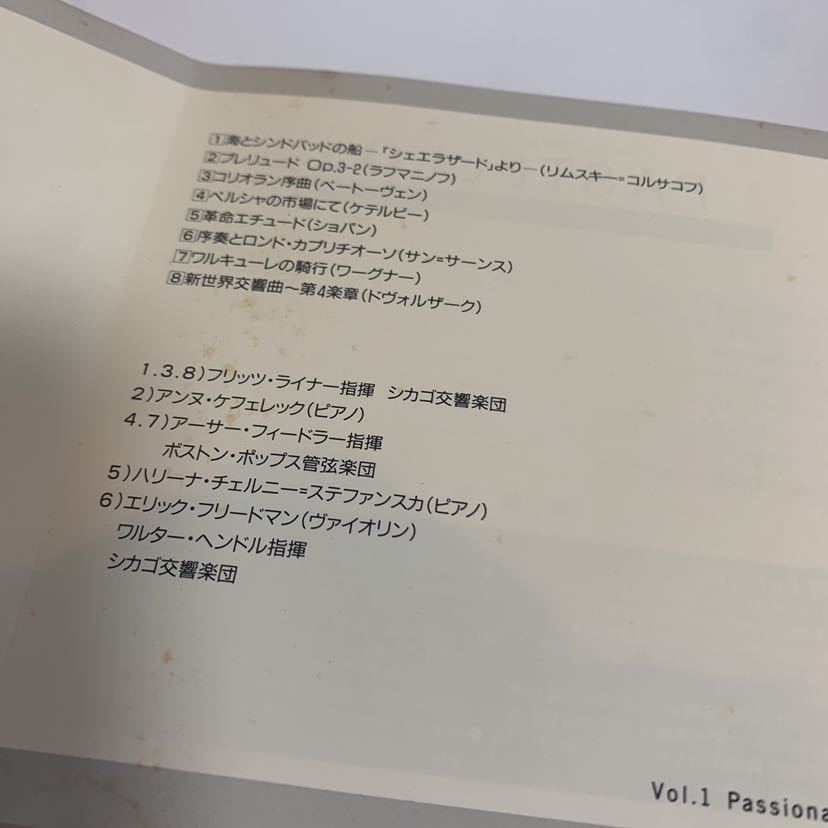 1海とシンドバッドの船―「シェエラザード」より―(リムスキー=コルサコフ)
2プレリュード Op.3-2(ラフマニノフ)
3コリオラン序曲(ベートーヴェン)
4ペルシャの市場にて(ケテルビー)
5革命エチュード(ショパン)
6序奏とロンド・カプリチオーソ(サン=サーンス)
7ワルキューレの騎行(ワーグナー)
8新世界交響曲〜第4楽章(ドヴォルザーク)
1.3.8)フリッツ・ライナー指揮 シカゴ交響楽団
2)アンヌ・ケフェレック(ピアノ)
4.7)アーサー・フィードラー指揮
ボストン・ポップス管弦楽団
5)ハリーナ・チェルニー=ステファンスカ(ピアノ)
6)エリック・フリードマン(ヴァイオリン)
ワルター・ヘンドル指揮
シカゴ交響楽団
Vol.1 Passiona